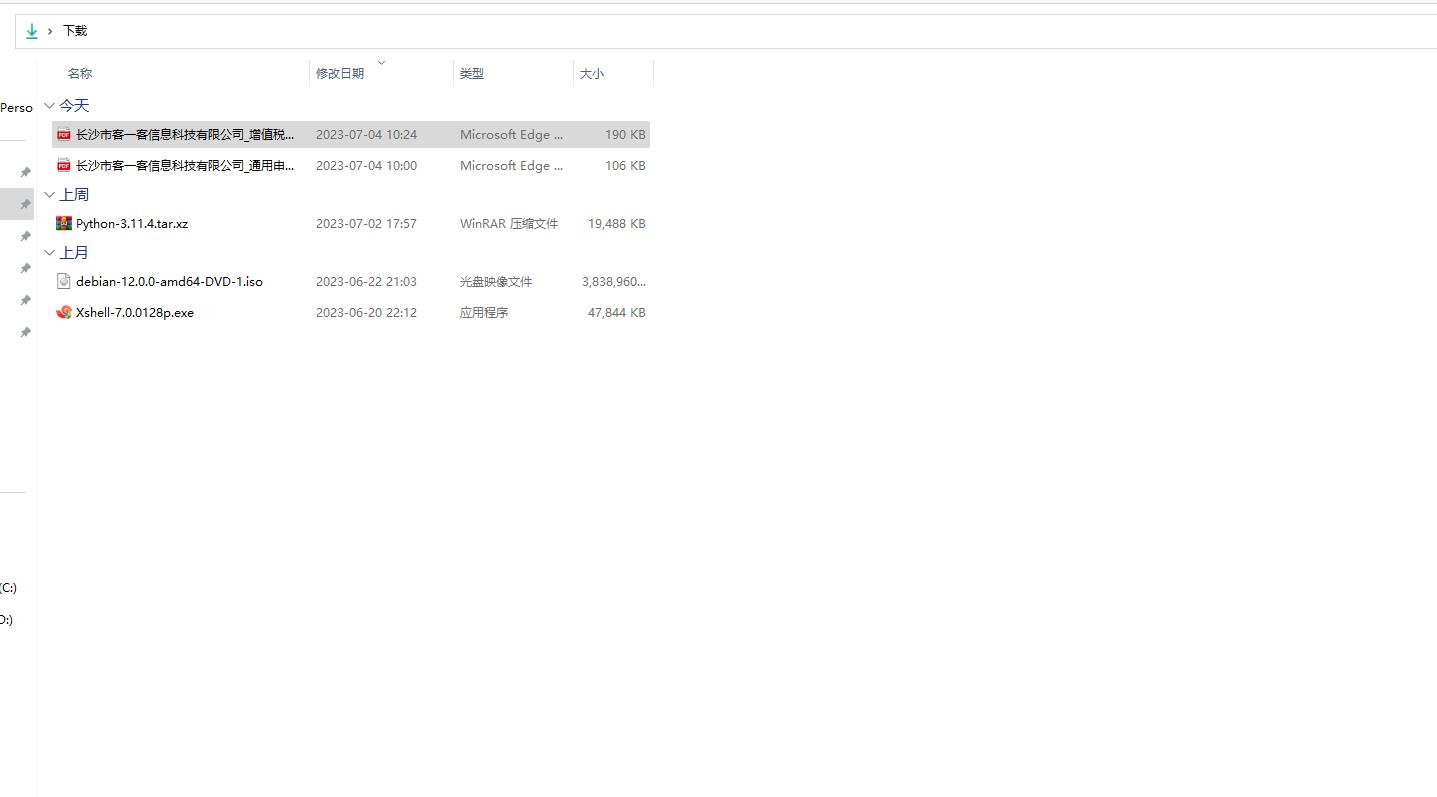 下载
名称 修改日期 类型 大小
Perso
今天
长沙市客一客信息科技有限公司_增值税... 2023-07-04 10:24 Microsoft Edge ... 190 KB
长沙市客一客信息科技有限公司_通用申... 2023-07-04 10:00 Microsoft Edge ... 106 KB
上周
Python-3.11.4.tar.xz 2023-07-02 17:57 WinRAR 压缩文件 19,488 KB
上月
debian-12.0.0-amd64-DVD-1.iso 2023-06-22 21:03 光盘映像文件 3,838,960...
Xshell-7.0.0128p.exe 2023-06-20 22:12 应用程序 47,844 KB
(C:)
D:)